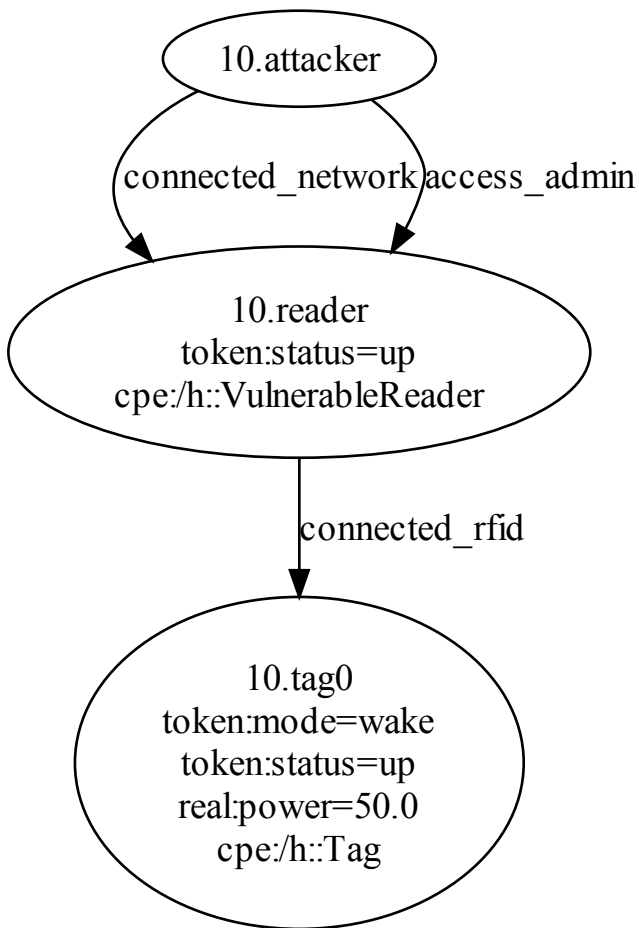 10.attacker
connected_network access_admin
10.reader
token:status=up
cpe:/h::VulnerableReader
connected_rfid
10.tag0
token:mode=wake
token:status=up
real:power=50.0
cpe:/h::Tag